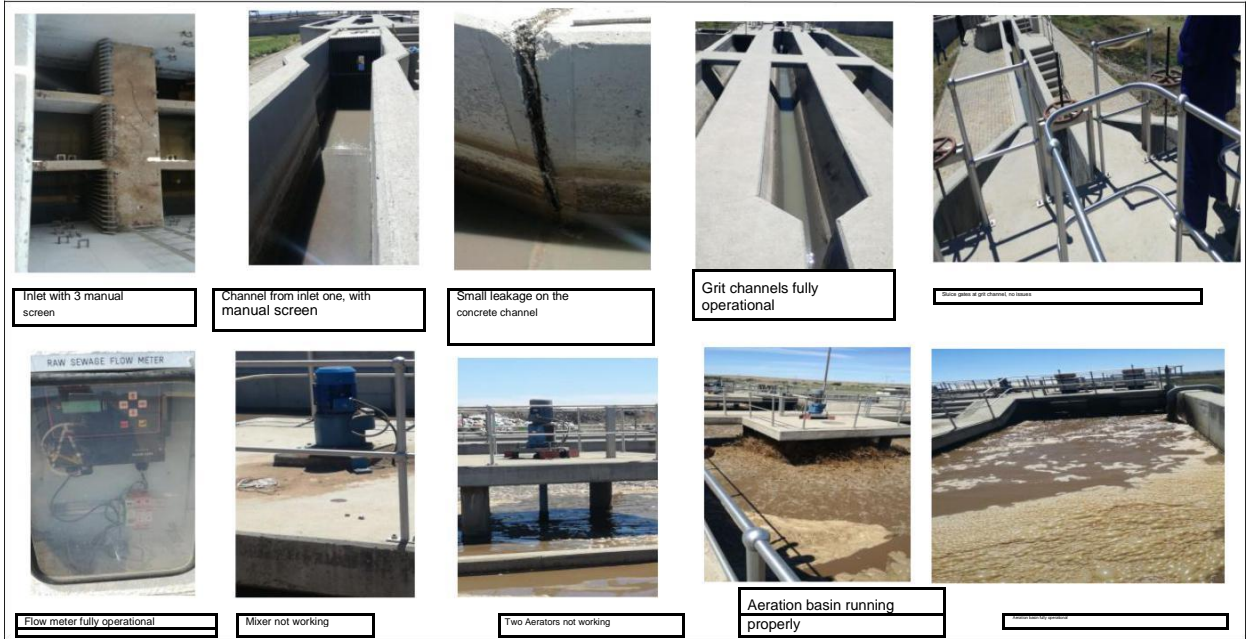 Inlet with 3 manual
screen
Channel from inlet one, with
manual screen
Small leakage on the
concrete channel
Grit channels fully
operational
Sluice gates at grit channel, no issues
RAW SEWAGE FLOW METER
Flow meter fully operational
Mixer not working
Two Aerators not working
Aeration basin running
properly
Aeration basin fully operational